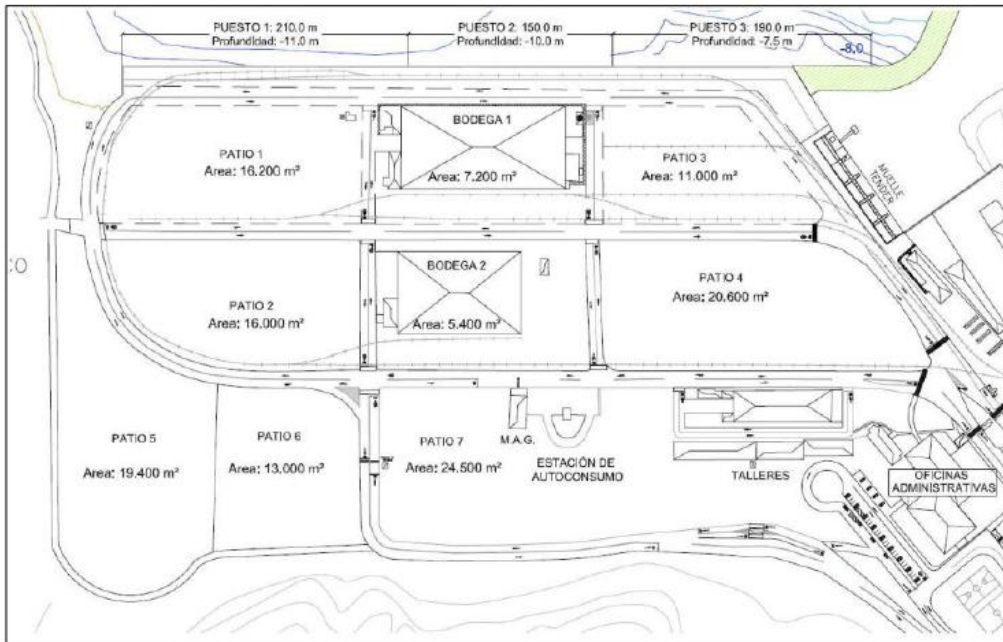 PUESTO 1: 210.0 m
Profundidad: -11.0 m
PUESTO 2: 150.0 m
Profundidad: -10.0 m
PUESTO 3: 190.0 m
Profundidad: -7.5 m
-8,0
BODEGA 1
Area: 7.200 m²
PATIO 1
Area: 16.200 m²
PATIO 3
Area: 11.000 m²
MUELLE
TENDER
CO
BODEGA 2
Area: 5.400 m²
PATIO 2
Area: 16.000 m²
PATIO 4
Area: 20.600 m²
PATIO 5
Area: 19.400 m²
PATIO 6
Area: 13.000 m²
PATIO 7
Area: 24.500 m²
M.A.G.
ESTACIÓN DE
AUTOCONSUMO
TALLERES
OFICINAS
ADMINISTRATIVAS